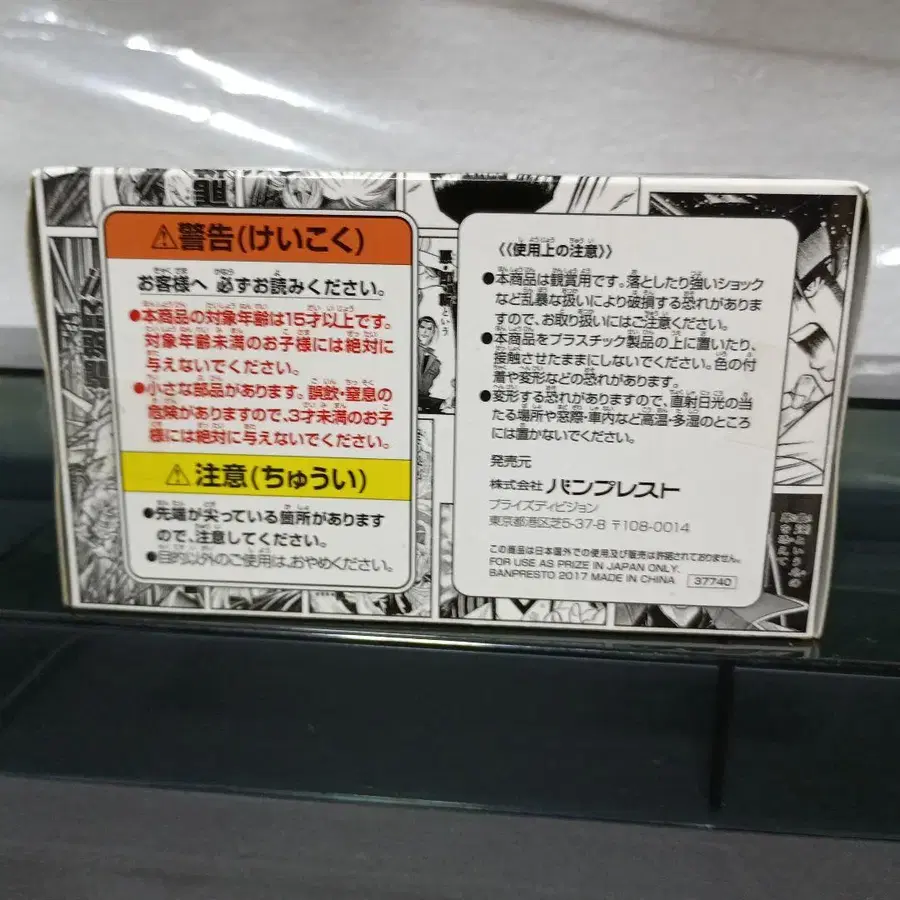 ⚠警告(けいこく)
お客様へ 必ずお読みください。
●本商品の対象年齢は15才以上です。
対象年齢未満のお子様には絶対に
与えないでください。
●小さな部品があります。誤飲・窒息の
危険がありますので、3才未満のお子
様には絶対に与えないでください。
⚠注意(ちゅうい)
●先端が尖っている箇所があります
ので、注意してください。
●目的以外のご使用は、おやめください。
《使用上の注意》
●本商品は観賞用です。落としたり強いショック
など乱暴な扱いにより破損する恐れがありま
すので、お取り扱いにはご注意ください。
●本商品をプラスチック製品の上に置いたり、
接触させたままにしないでください。色の付
着や変形などの恐れがあります。
●変形する恐れがありますので、直射日光の当
たる場所や窓際・車内など高温・多湿のところ
には置かないでください。
発売元
株式会社 バンプレスト
プライズディビジョン
東京都港区芝5-37-8 〒108-0014
この商品は日本国外での使用及び販売は許諾されておりません。
FOR USE AS PRIZE IN JAPAN ONLY.
BANPRESTO 2017 MADE IN CHINA 37740
悪・即・斬という